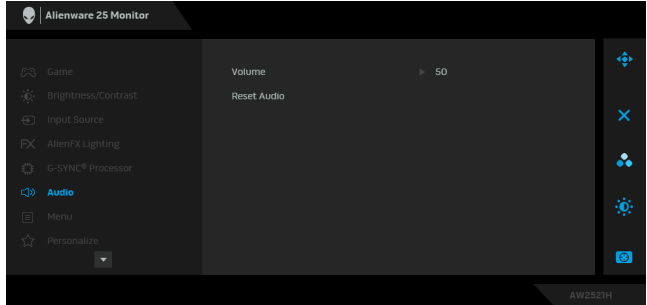 Alienware 25 Monitor
Game
Brightness/Contrast
Input Source
AlienFX Lighting
G-SYNC® Processor
Audio
Menu
Personalize
Volume 50
Reset Audio
AW2521H